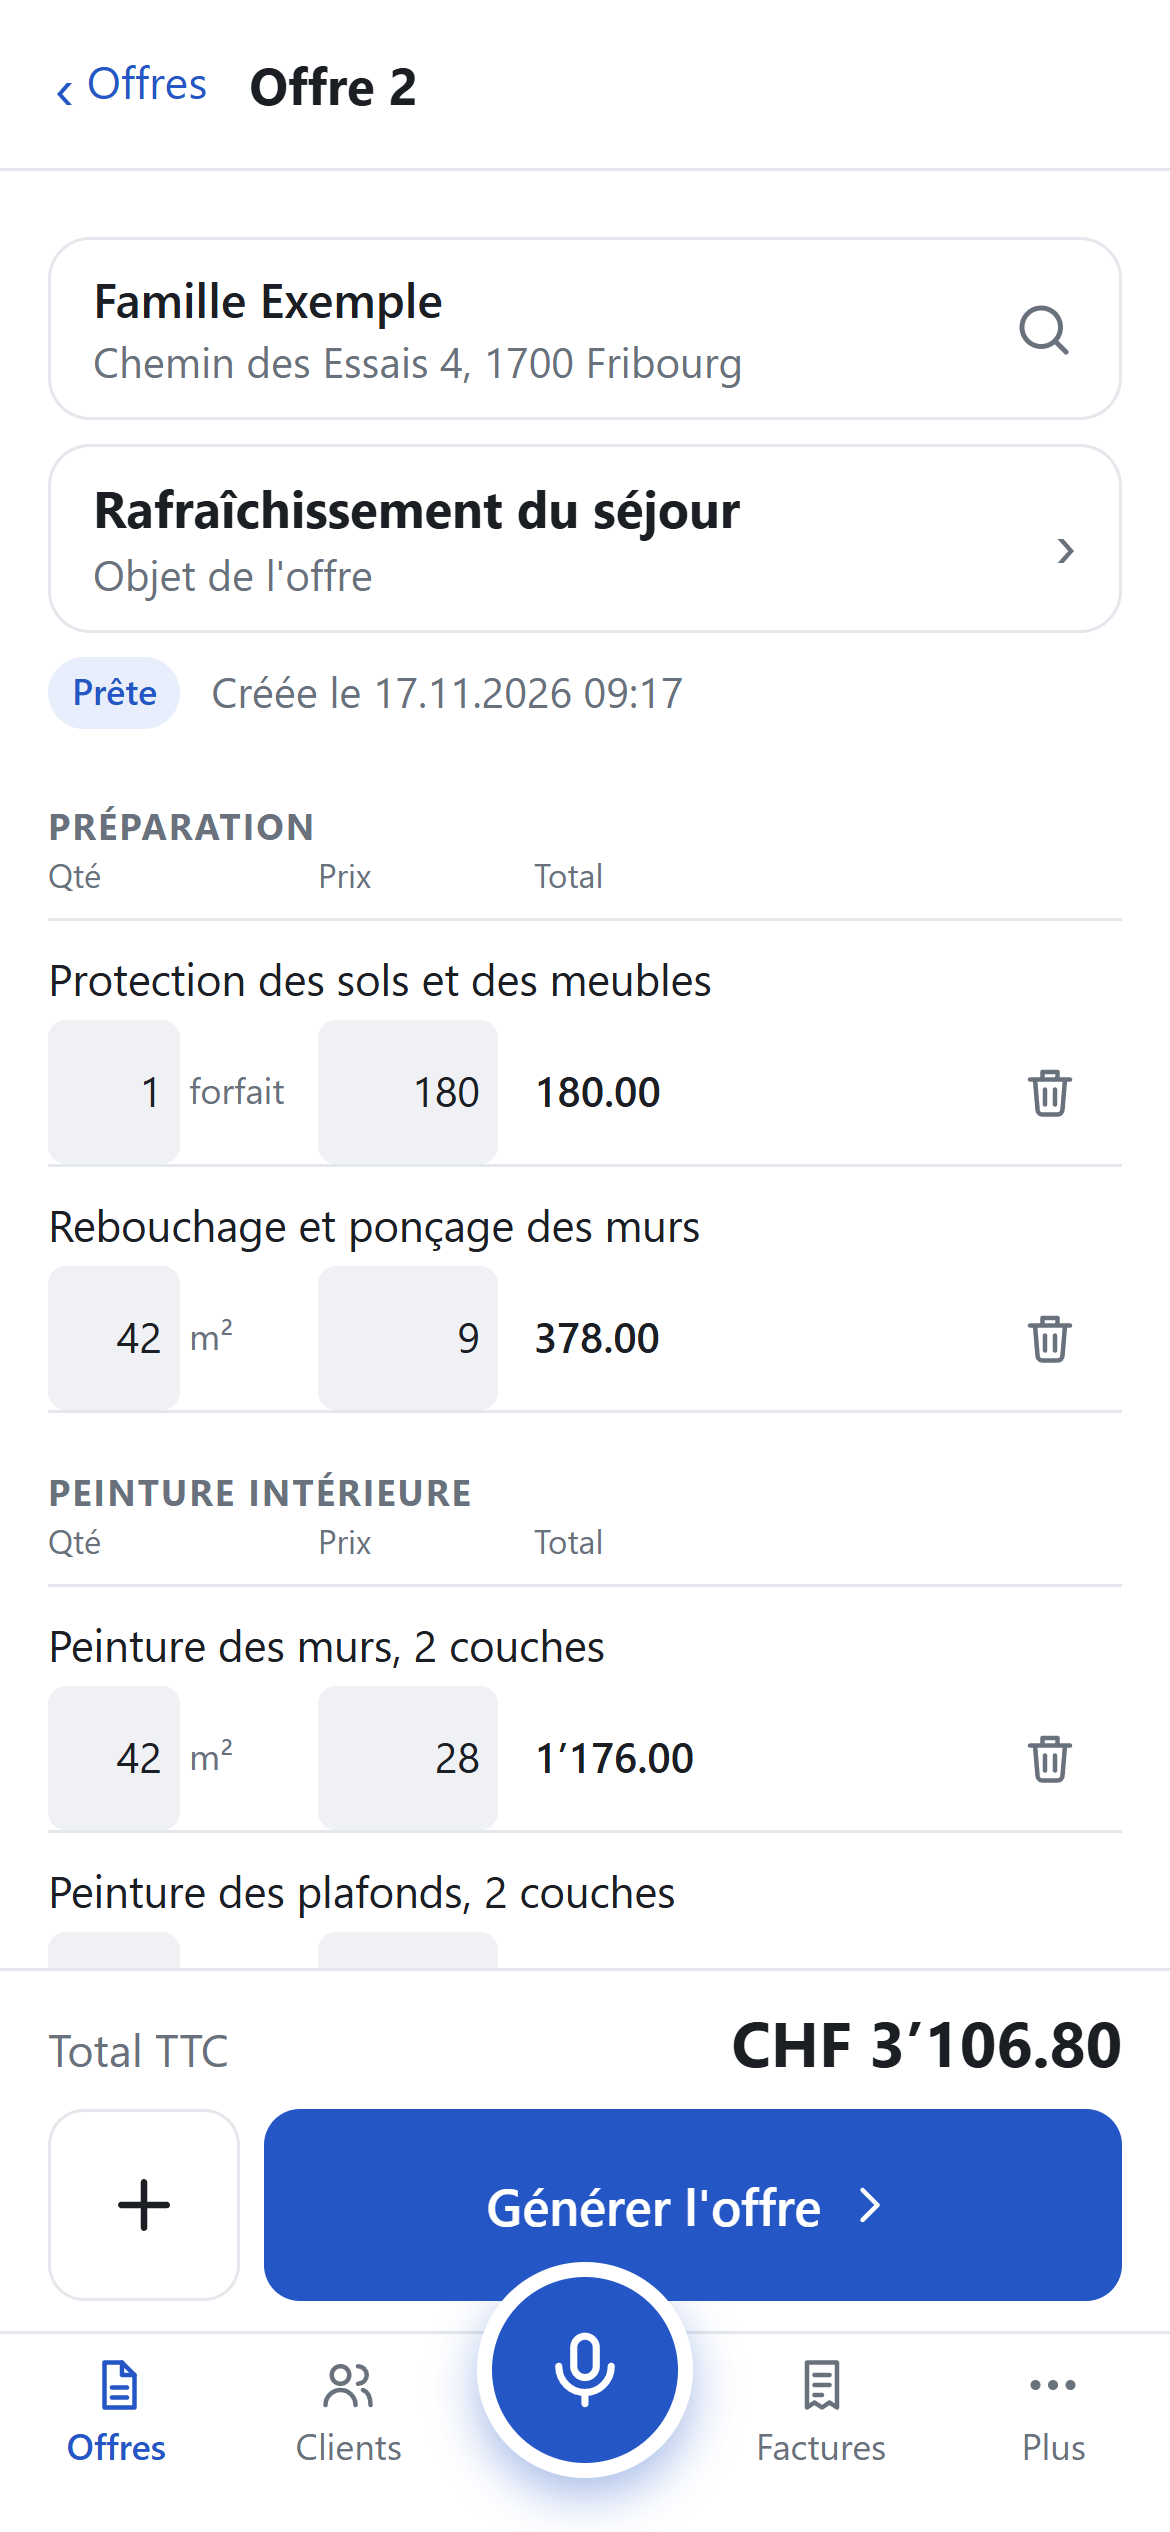 ‹ Offres Offre 2
Famille Exemple
Chemin des Essais 4, 1700 Fribourg
Rafraîchissement du séjour
Objet de l'offre
Prête Créée le 17.11.2026 09:17
PRÉPARATION
Qté Prix Total
Protection des sols et des meubles
1 forfait 180 180.00
Rebouchage et ponçage des murs
42 m² 9 378.00
PEINTURE INTÉRIEURE
Qté Prix Total
Peinture des murs, 2 couches
42 m² 28 1’176.00
Peinture des plafonds, 2 couches
Total TTC CHF 3’106.80
Générer l'offre
Offres Clients Factures Plus